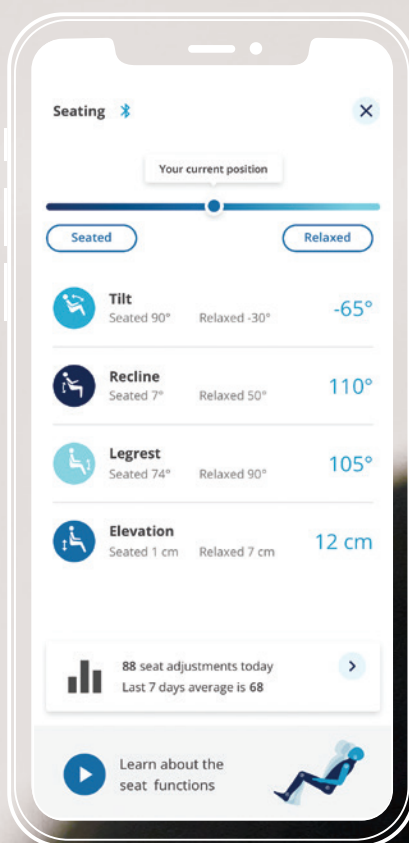 Seating
Your current position
Seated
Relaxed
Tilt
Seated 90° Relaxed -30°
-65°
Recline
Seated 7° Relaxed 50°
110°
Legrest
Seated 74° Relaxed 90°
105°
Elevation
Seated 1 cm Relaxed 7 cm
12 cm
88 seat adjustments today
Last 7 days average is 68
Learn about the
seat functions